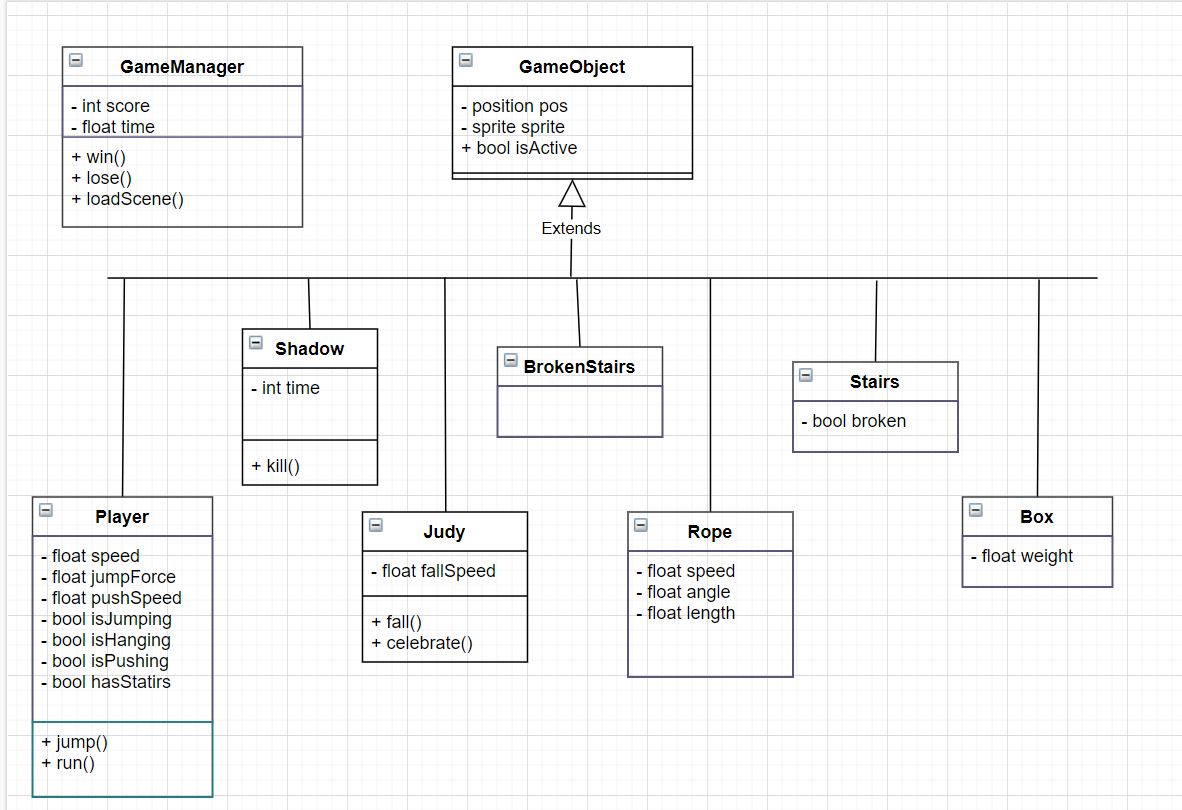 GameManager
- int score
- float time
+ win()
+ lose()
+ loadScene()
GameObject
- position pos
- sprite sprite
+ bool isActive
Extends
Shadow
- int time
+ kill()
BrokenStairs
Stairs
- bool broken
Player
- float speed
- float jumpForce
- float pushSpeed
- bool isJumping
- bool isHanging
- bool isPushing
- bool hasStatirs
+ jump()
+ run()
Judy
- float fallSpeed
+ fall()
+ celebrate()
Rope
- float speed
- float angle
- float length
Box
- float weight